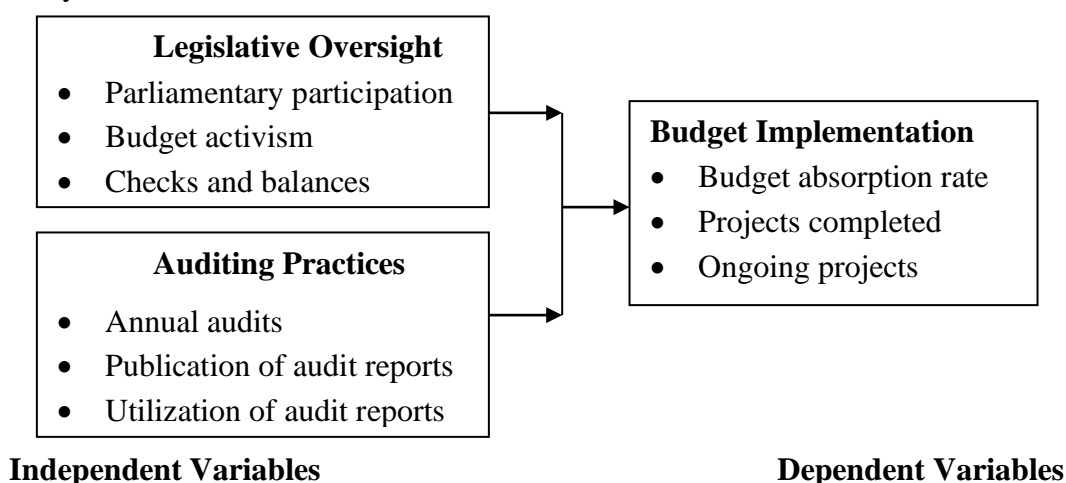 Legislative Oversight
• Parliamentary participation
• Budget activism
• Checks and balances
Auditing Practices
• Annual audits
• Publication of audit reports
• Utilization of audit reports
Budget Implementation
• Budget absorption rate
• Projects completed
• Ongoing projects
Independent Variables
Dependent Variables